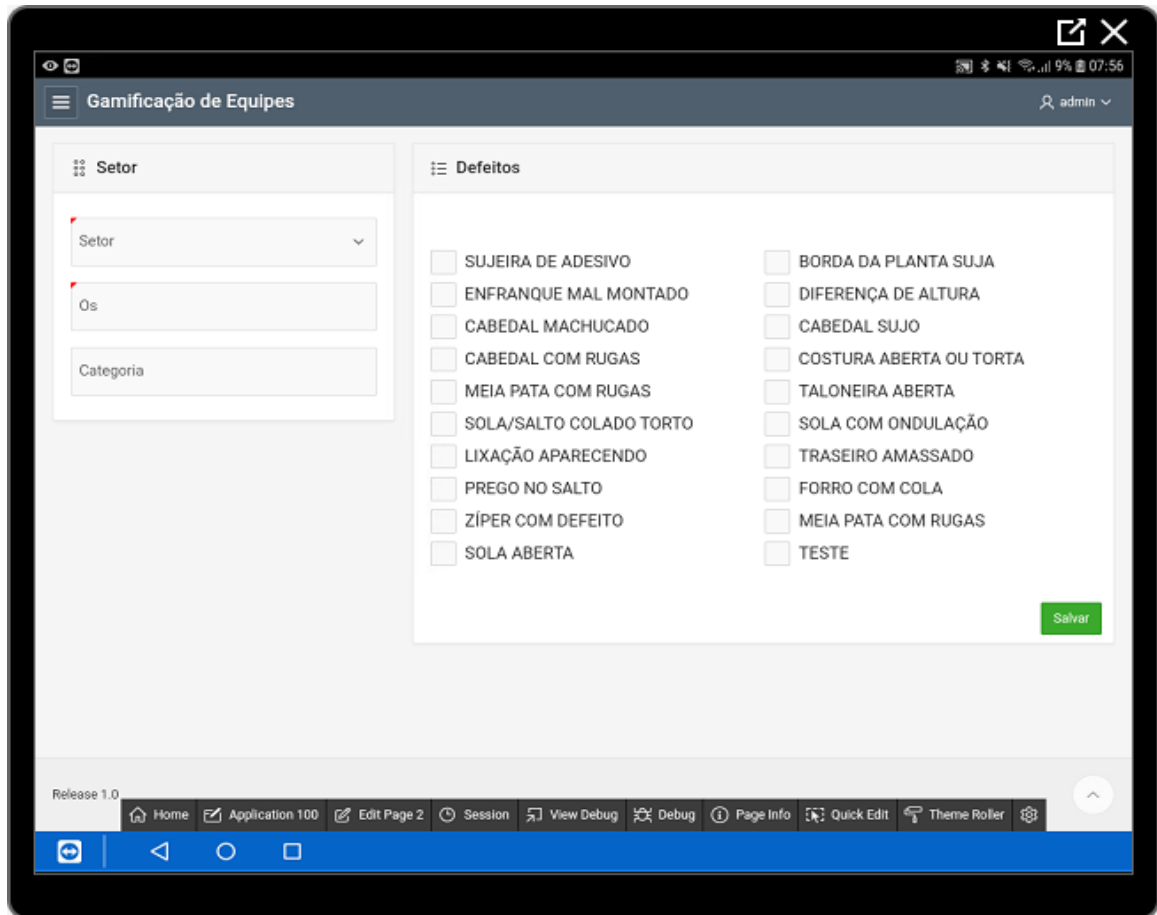 9% 07:56
Gamificação de Equipes
admin
Setor
Setor
Os
Categoria
Defeitos
SUJEIRA DE ADESIVO
BORDA DA PLANTA SUJA
ENFRANQUE MAL MONTADO
DIFERENÇA DE ALTURA
CABEDAL MACHUCADO
CABEDAL SUJO
CABEDAL COM RUGAS
COSTURA ABERTA OU TORTA
MEIA PATA COM RUGAS
TALONEIRA ABERTA
SOLA/SALTO COLADO TORTO
SOLA COM ONDULAÇÃO
LIXAÇÃO APARECENDO
TRASEIRO AMASSADO
PREGO NO SALTO
FORRO COM COLA
ZÍPER COM DEFEITO
MEIA PATA COM RUGAS
SOLA ABERTA
TESTE
Salvar
Release 1.0
Home Application 100 Edit Page 2 Session View Debug Debug Page Info Quick Edit Theme Roller